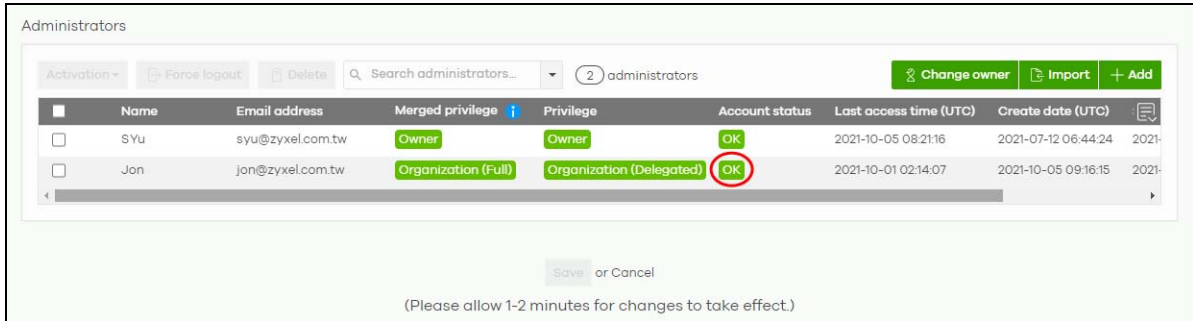 Administrators
Activation Force logout Delete Search administrators... 2 administrators Change owner Import + Add
Name Email address Merged privilege i Privilege Account status Last access time (UTC) Create date (UTC)
SYu syu@zyxel.com.tw Owner Owner OK 2021-10-05 08:21:16 2021-07-12 06:44:24 2021-
Jon jon@zyxel.com.tw Organization (Full) Organization (Delegated) OK 2021-10-01 02:14:07 2021-10-05 09:16:15 2021-
Save or Cancel
(Please allow 1-2 minutes for changes to take effect.)